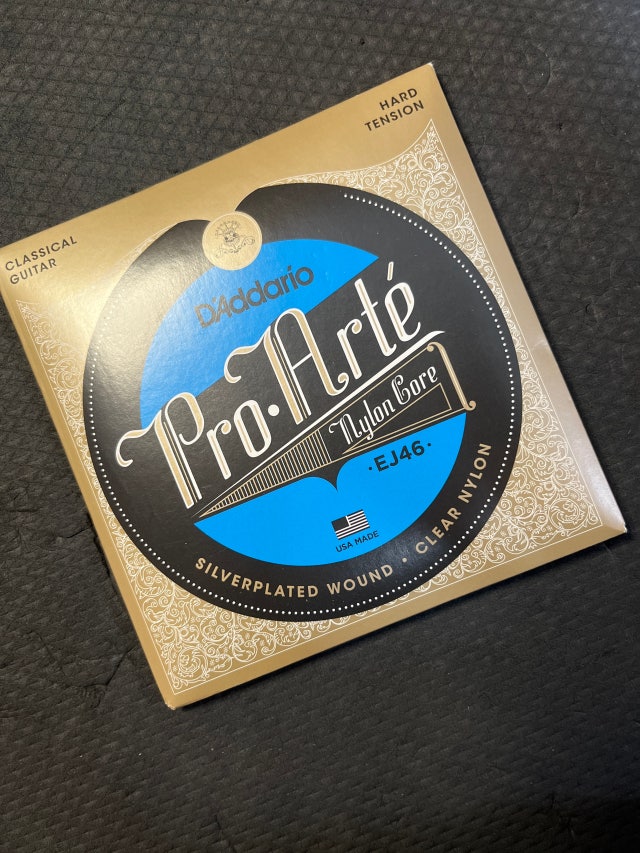 HARD
TENSION
CLASSICAL
GUITAR
D'Addario
Pro·Arté
Nylon Core
·EJ46·
USA MADE
SILVERPLATED WOUND · CLEAR NYLON